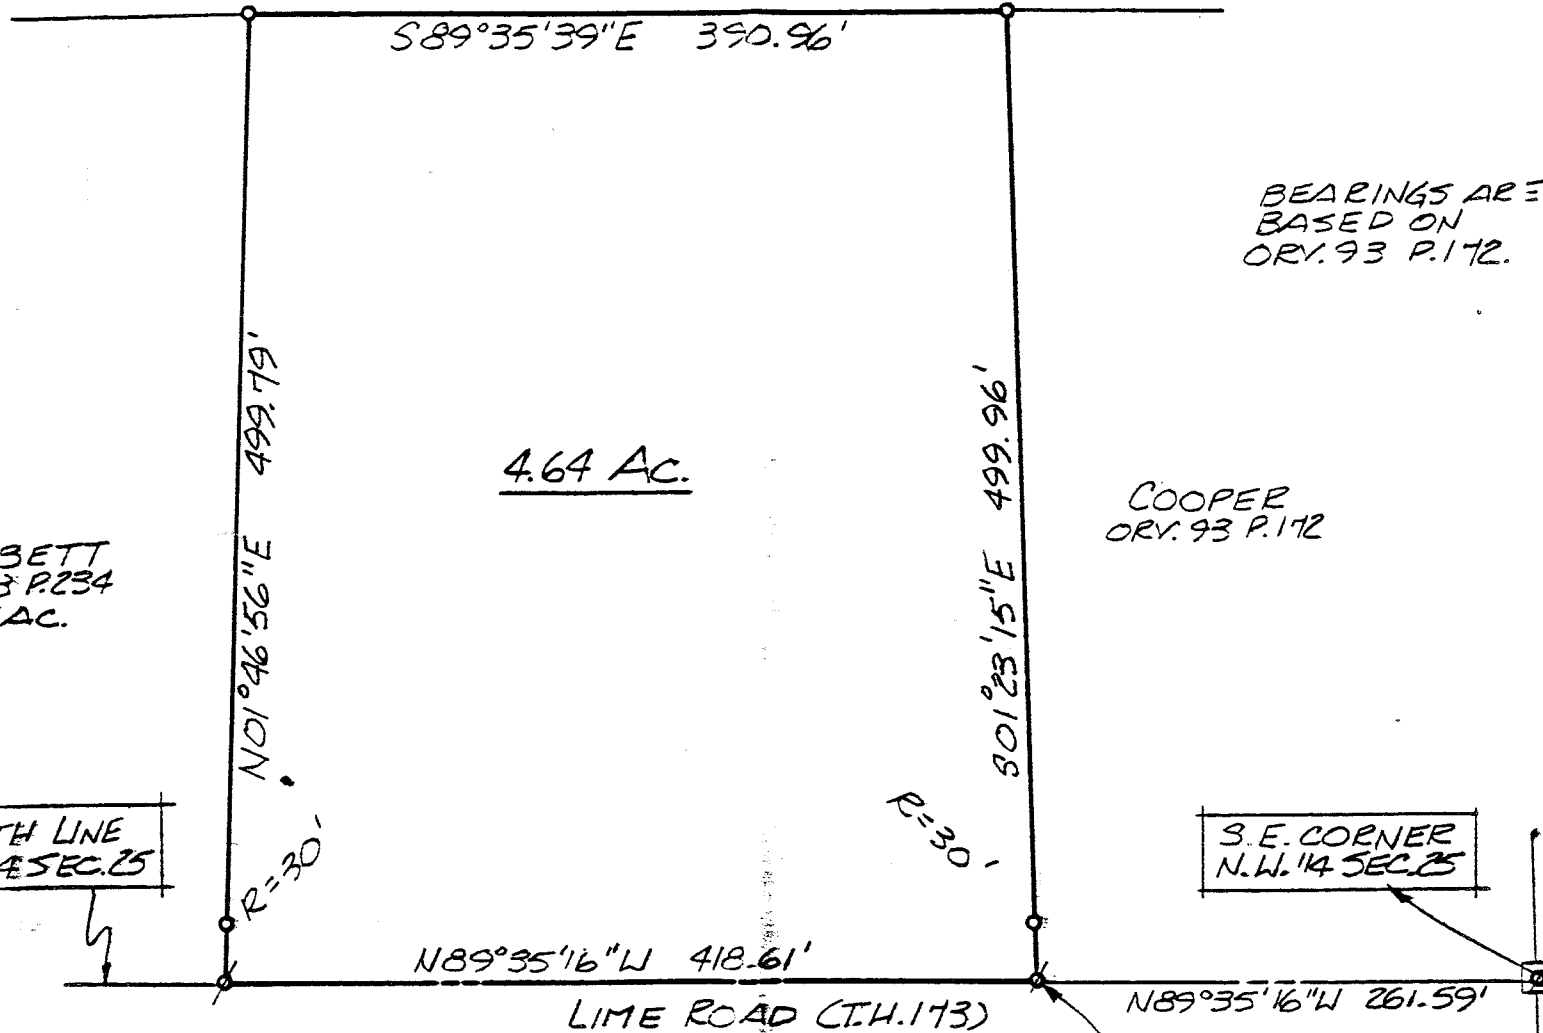 S89°35'39"E 390.96'
BEARINGS ARE
BASED ON
ORV. 93 P.172.
N01°46'56"E 499.79'
4.64 AC.
S01°23'15"E 499.96'
COOPER
ORV. 93 P.172
BETT
P.234
AC.
R=30'
R=30'
TH LINE
SEC.25
S.E. CORNER
N.W. 1/4 SEC.25
N89°35'16"W 418.61'
N89°35'16"W 261.59'
LIME ROAD (T.H.173)